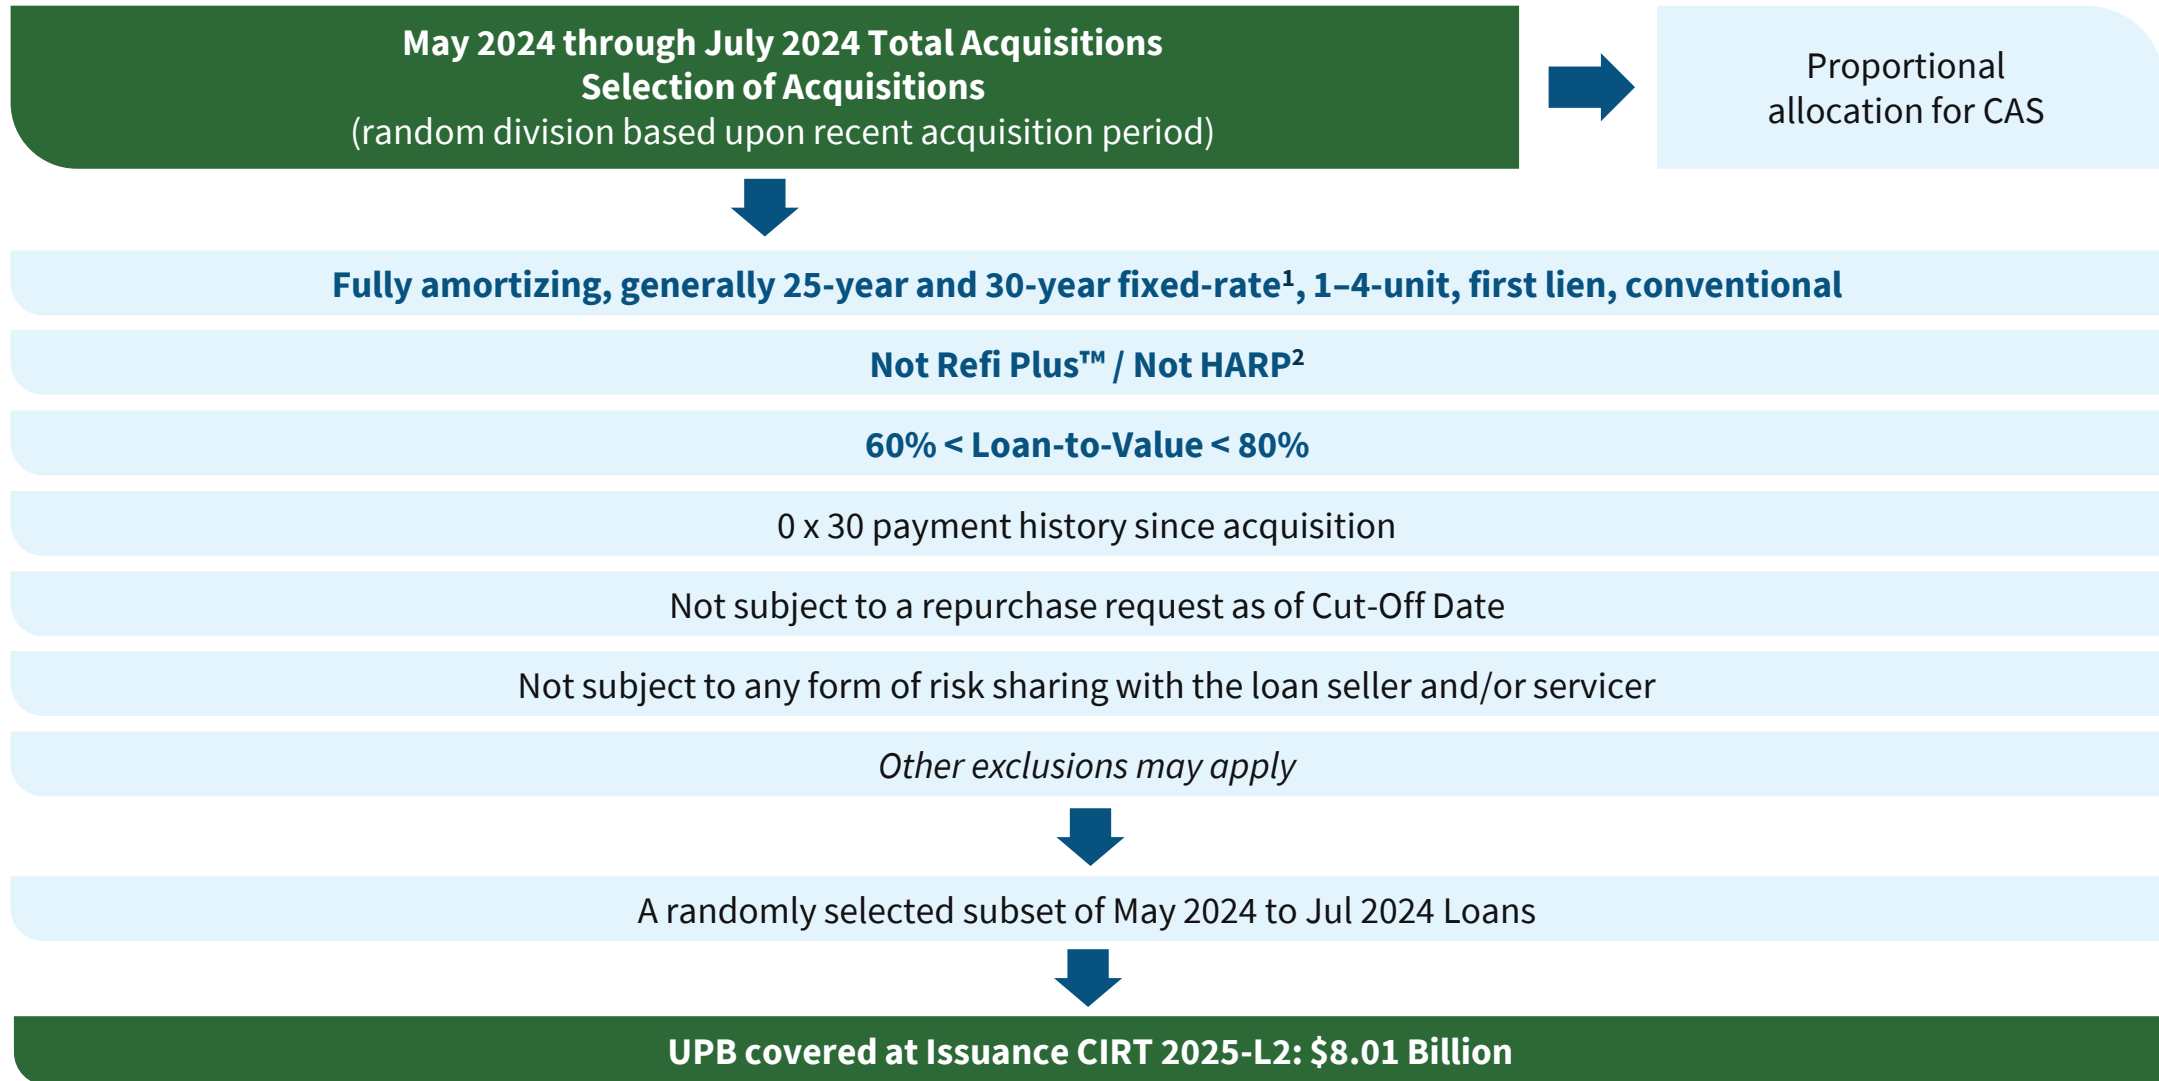 May 2024 through July 2024 Total Acquisitions
Selection of Acquisitions
(random division based upon recent acquisition period)
Proportional
allocation for CAS
Fully amortizing, generally 25-year and 30-year fixed-rate¹, 1–4-unit, first lien, conventional
Not Refi Plus™ / Not HARP²
60% < Loan-to-Value < 80%
0 x 30 payment history since acquisition
Not subject to a repurchase request as of Cut-Off Date
Not subject to any form of risk sharing with the loan seller and/or servicer
Other exclusions may apply
A randomly selected subset of May 2024 to Jul 2024 Loans
UPB covered at Issuance CIRT 2025-L2: $8.01 Billion